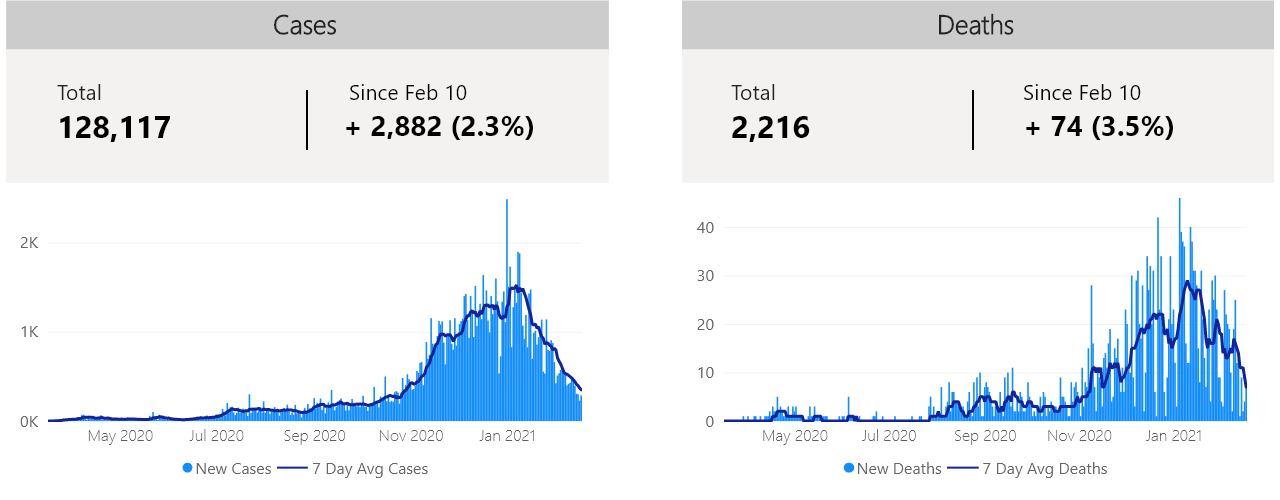 Cases
Total
128,117
Since Feb 10
+ 2,882 (2.3%)
2K
1K
0K
May 2020 Jul 2020 Sep 2020 Nov 2020 Jan 2021
New Cases 7 Day Avg Cases
Deaths
Total
2,216
Since Feb 10
+ 74 (3.5%)
40
30
20
10
0
May 2020 Jul 2020 Sep 2020 Nov 2020 Jan 2021
New Deaths 7 Day Avg Deaths